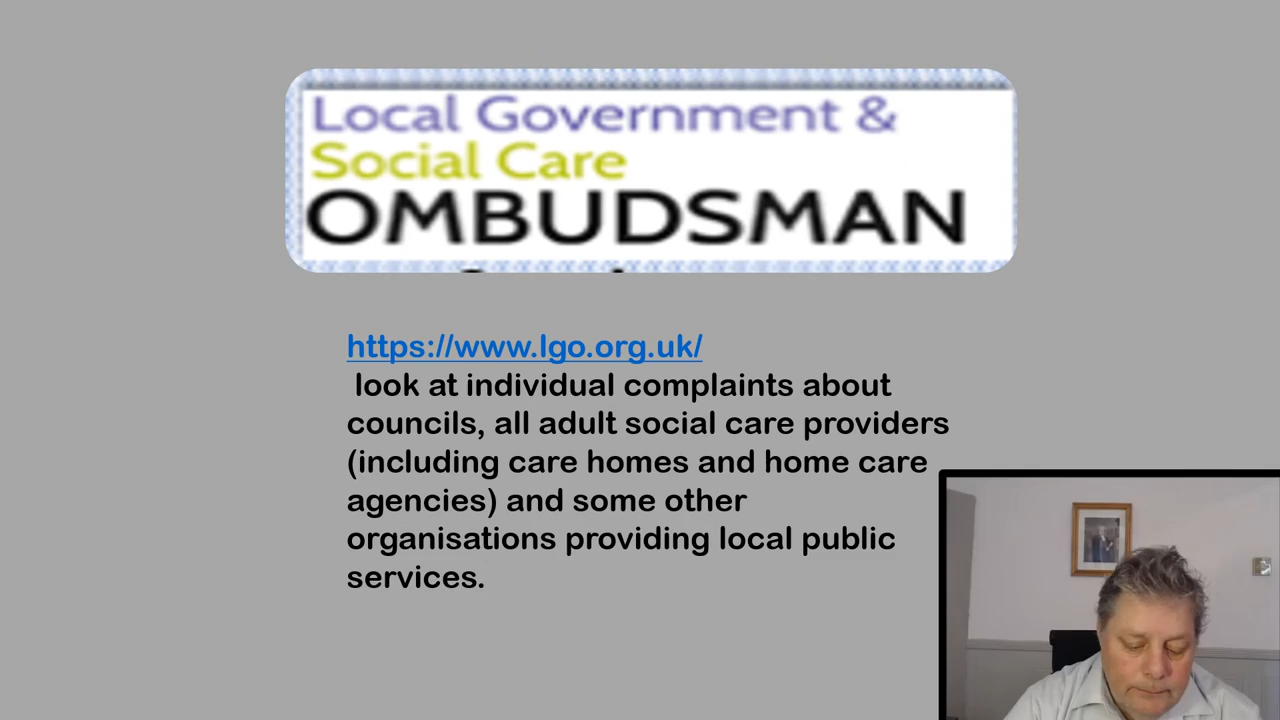 Local Government &
Social Care
OMBUDSMAN
https://www.lgo.org.uk/
look at individual complaints about
councils, all adult social care providers
(including care homes and home care
agencies) and some other
organisations providing local public
services.